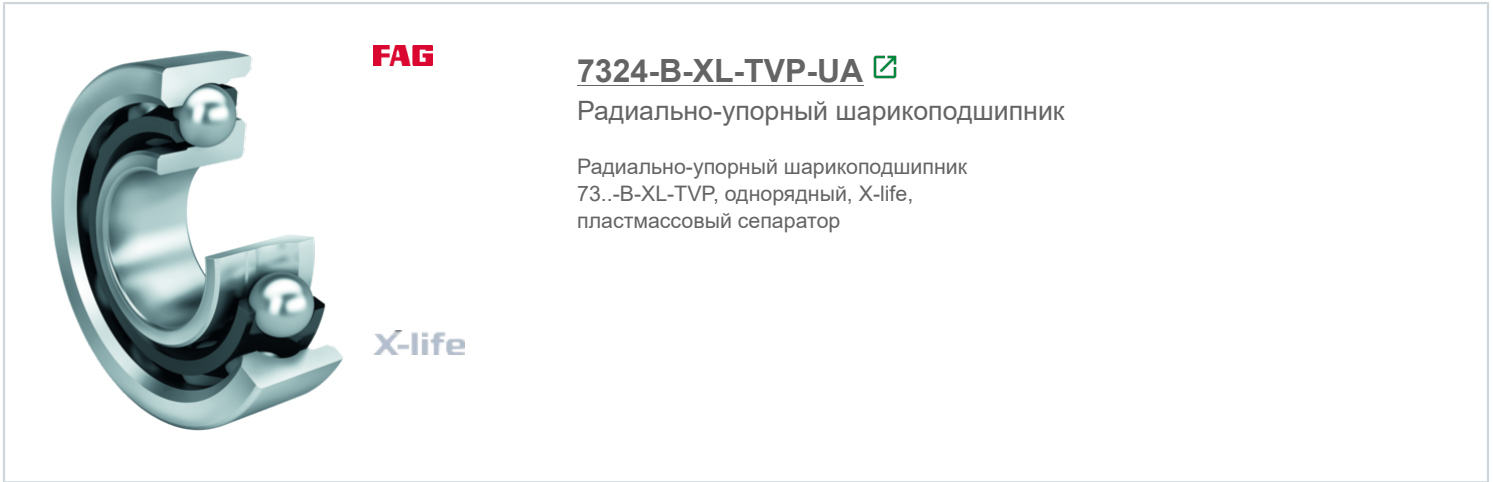 FAG
7324-B-XL-TVP-UA
Радиально-упорный шарикоподшипник
Радиально-упорный шарикоподшипник
73..-B-XL-TVP, однорядный, X-life,
пластмассовый сепаратор
X-life